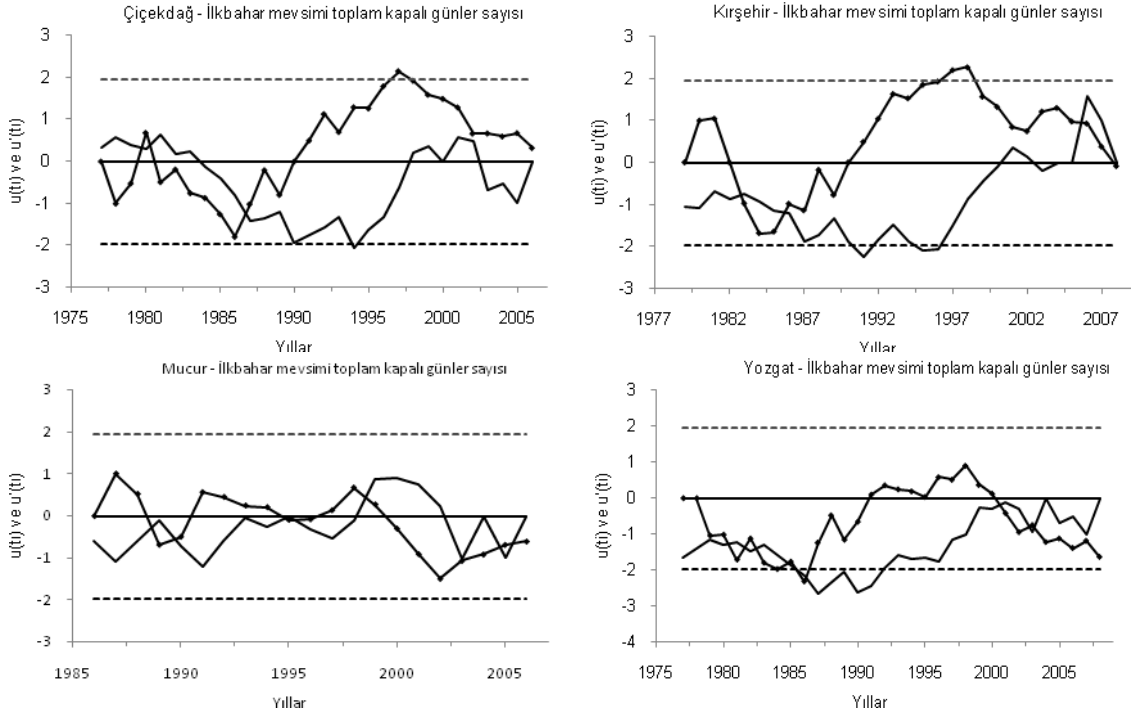 Çiçekdağ - İlkbahar mevsimi toplam kapalı günler sayısı
u(ti) ve u'(ti)
3
2
1
0
-1
-2
-3
1975 1980 1985 1990 1995 2000 2005
Yıllar
Kırşehir - İlkbahar mevsimi toplam kapalı günler sayısı
u(ti) ve u'(ti)
3
2
1
0
-1
-2
-3
1977 1982 1987 1992 1997 2002 2007
Yıllar
Mucur - İlkbahar mevsimi toplam kapalı günler sayısı
u(ti) ve u'(ti)
3
2
1
0
-1
-2
-3
1985 1990 1995 2000 2005
Yıllar
Yozgat - İlkbahar mevsimi toplam kapalı günler sayısı
u(ti) ve u'(ti)
3
2
1
0
-1
-2
-3
-4
1975 1980 1985 1990 1995 2000 2005
Yıllar